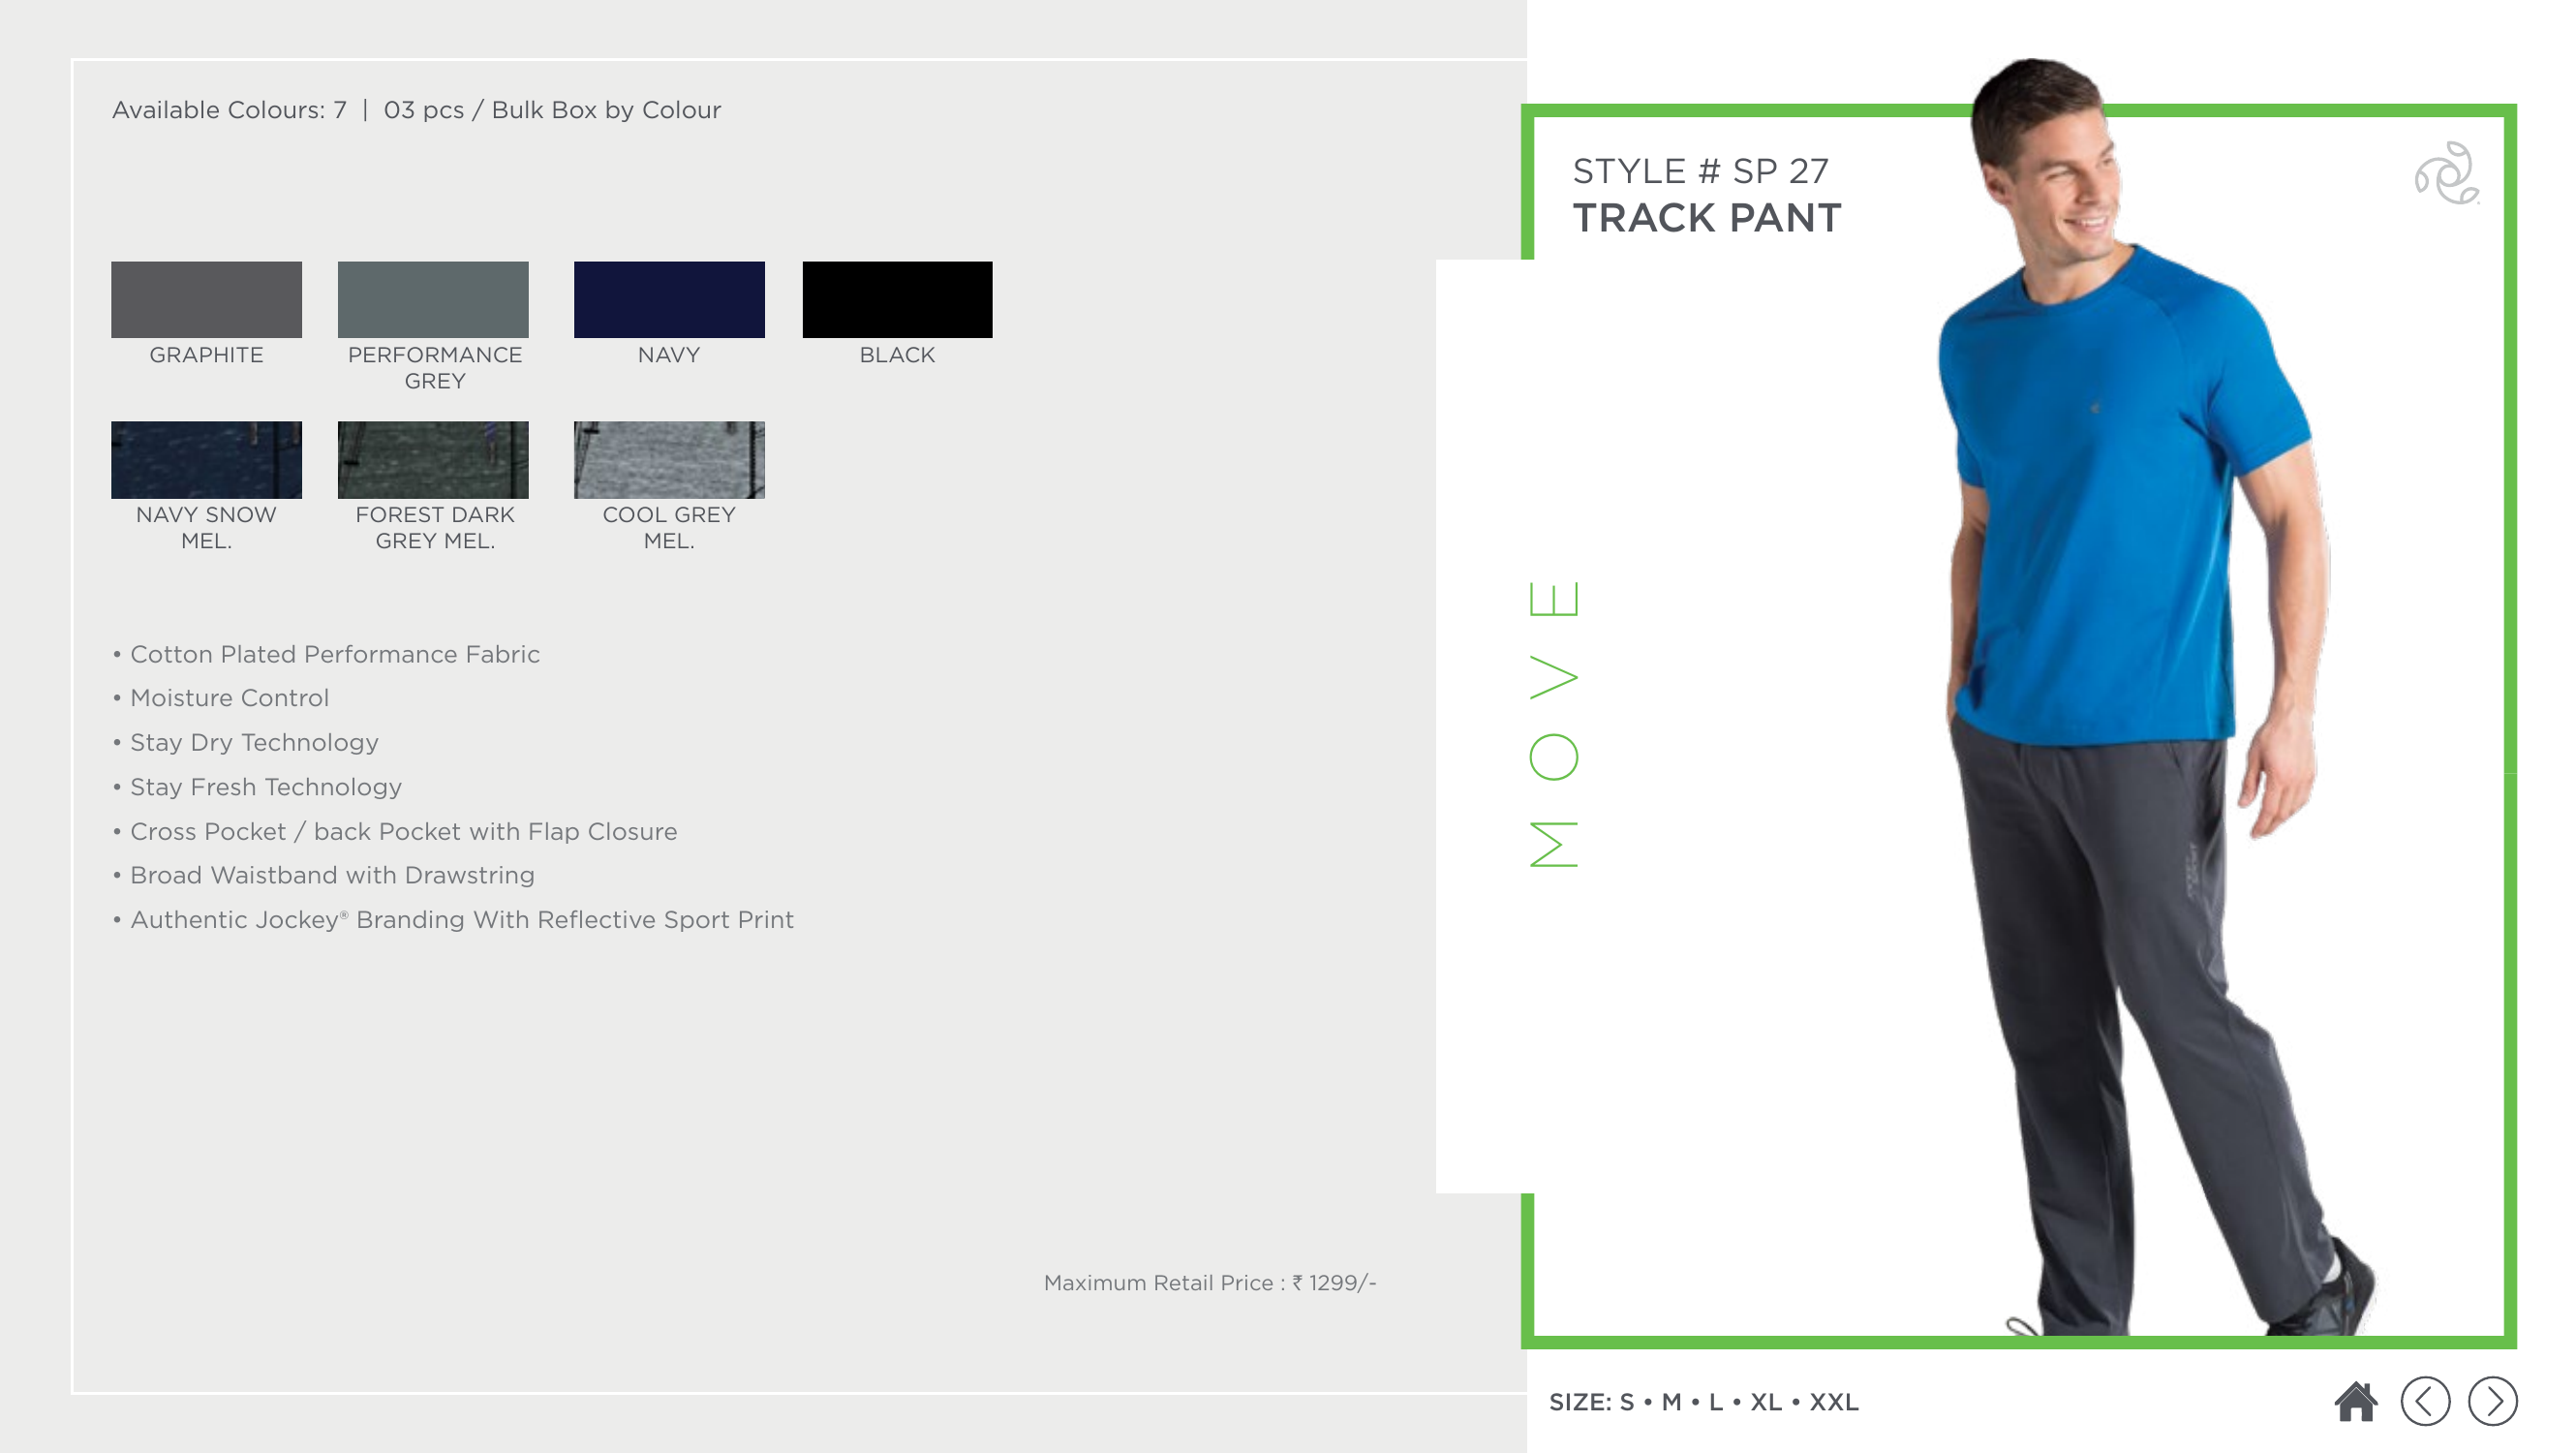 Available Colours: 7 | 03 pcs / Bulk Box by Colour
GRAPHITE
PERFORMANCE
GREY
NAVY
BLACK
NAVY SNOW
MEL.
FOREST DARK
GREY MEL.
COOL GREY
MEL.
• Cotton Plated Performance Fabric
• Moisture Control
• Stay Dry Technology
• Stay Fresh Technology
• Cross Pocket / back Pocket with Flap Closure
• Broad Waistband with Drawstring
• Authentic Jockey® Branding With Reflective Sport Print
Maximum Retail Price : ₹ 1299/-
STYLE # SP 27
TRACK PANT
MOVE
SIZE: S • M • L • XL • XXL